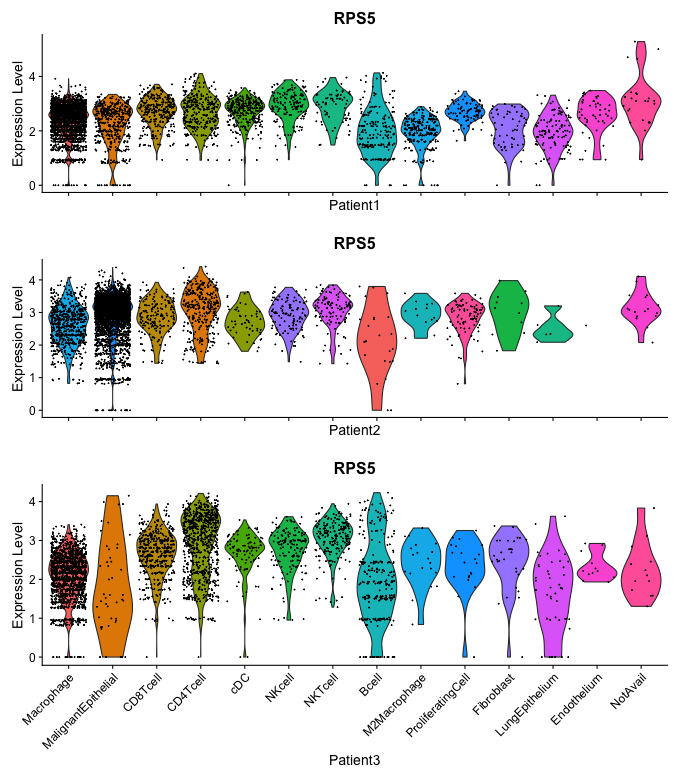 RPS5
Expression Level
4
2
0
Patient1
RPS5
Expression Level
4
3
2
1
0
Patient2
RPS5
Expression Level
4
3
2
1
0
Macrophage
MalignantEpithelial
CD8Tcell
CD4Tcell
cDC
NKcell
NKTcell
Bcell
M2Macrophage
ProliferatingCell
Fibroblast
LungEpithelium
Endothelium
NotAvail
Patient3